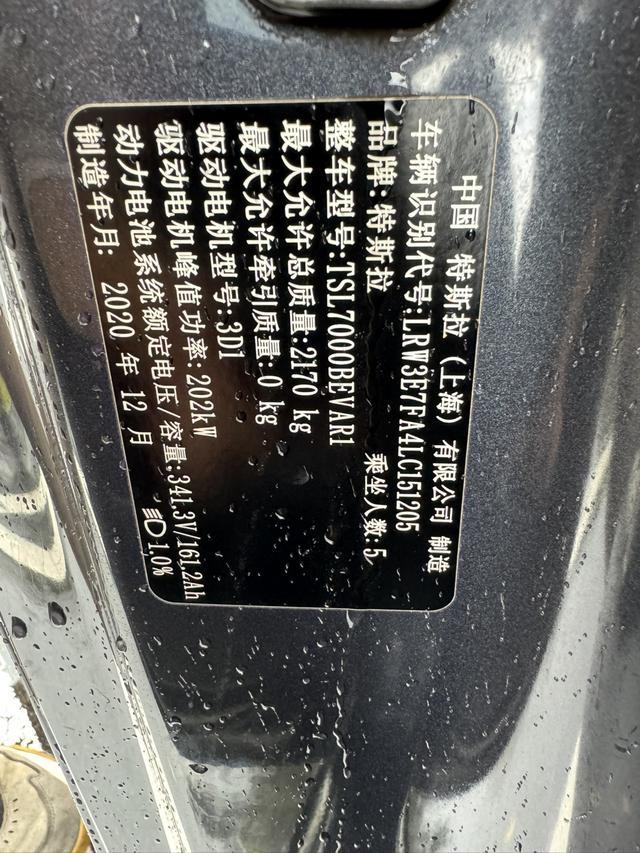 中国 特斯拉(上海)有限公司 制造
车辆识别代号:LRW3E7FA4LC151205
品牌:特斯拉 乘坐人数:5
整车型号:TSL7000BEVAR1
最大允许总质量:2170 kg
最大允许牵引质量:0 kg
驱动电机型号:3D1
驱动电机峰值功率:202kW
动力电池系统额定电压/容量:341.3V/161.2Ah
制造年月: 2020 年 12 月 1.0%